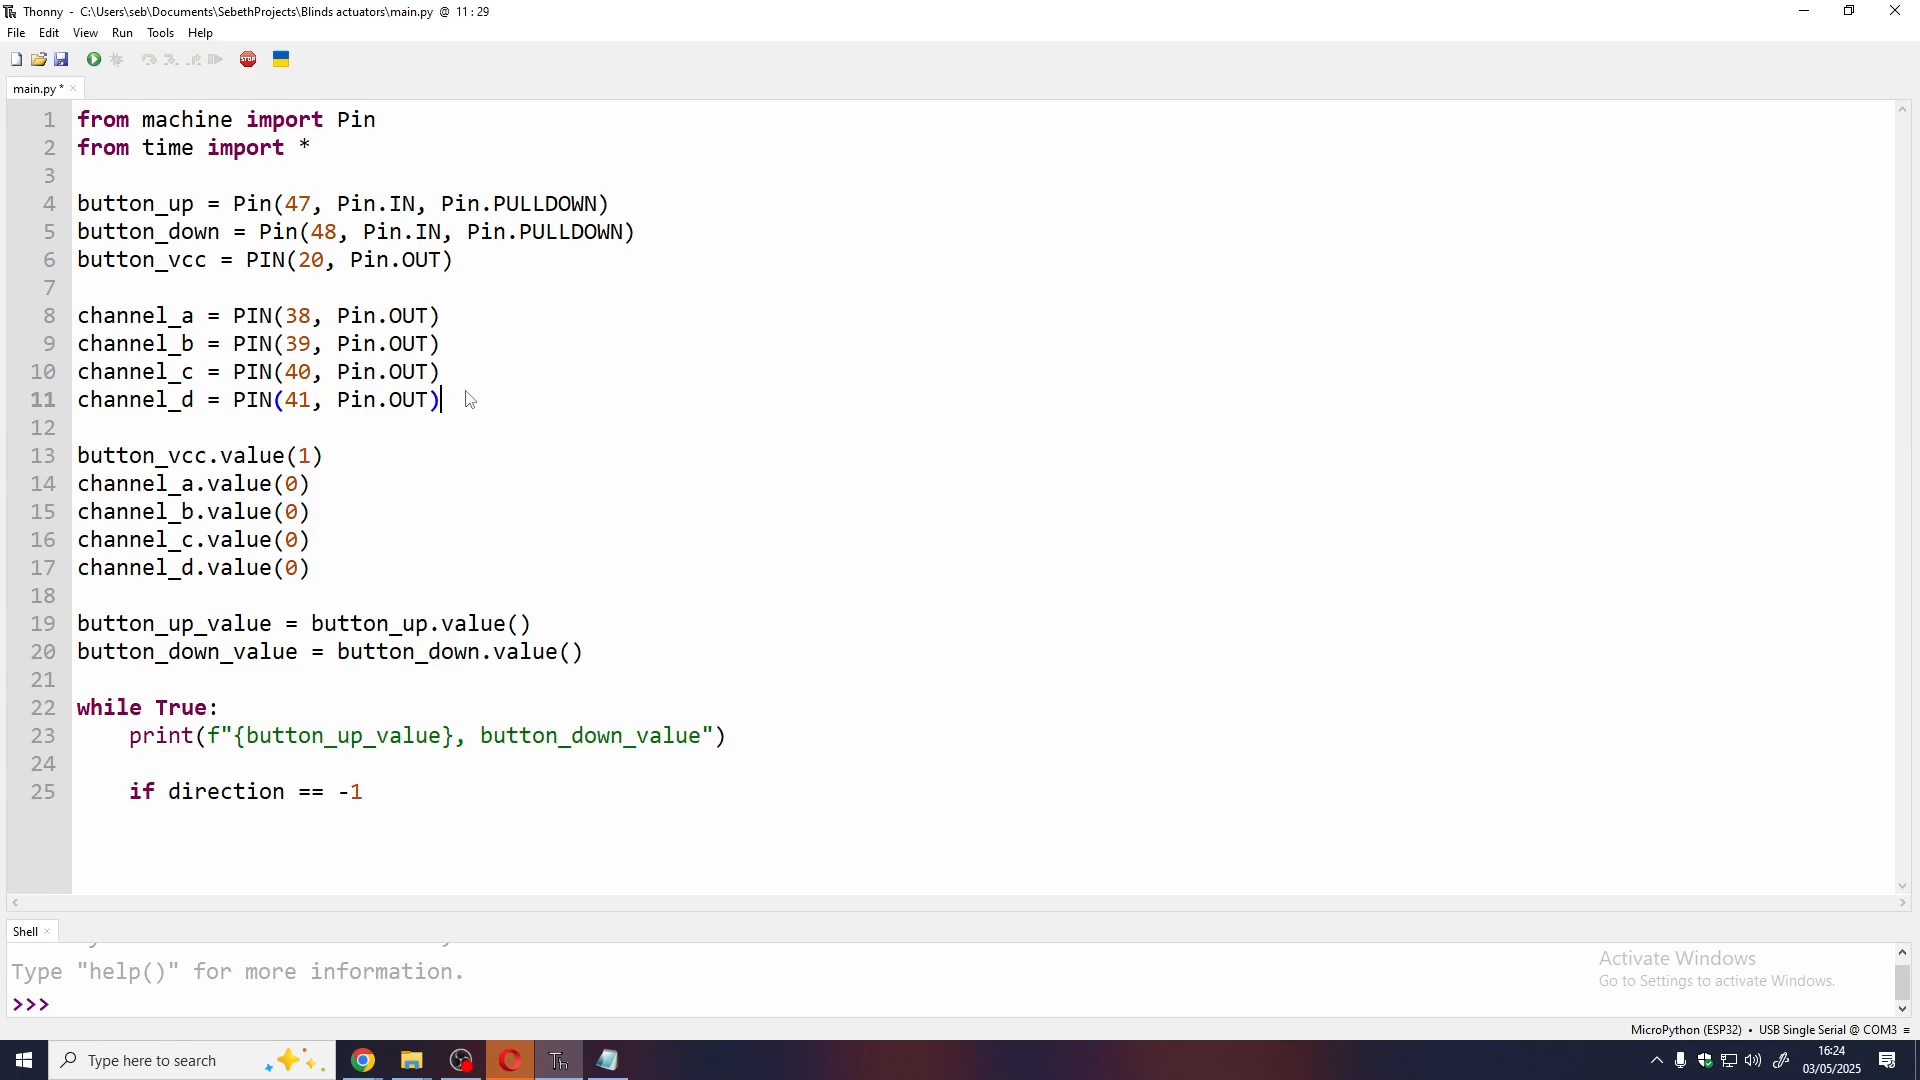 Thonny - C:\Users\seb\Documents\SebethProjects\Blinds actuators\main.py @ 11 : 29
File Edit View Run Tools Help
STOP
main.py *
1 from machine import Pin
2 from time import *
3
4 button_up = Pin(47, Pin.IN, Pin.PULLDOWN)
5 button_down = Pin(48, Pin.IN, Pin.PULLDOWN)
6 button_vcc = PIN(20, Pin.OUT)
7
8 channel_a = PIN(38, Pin.OUT)
9 channel_b = PIN(39, Pin.OUT)
10 channel_c = PIN(40, Pin.OUT)
11 channel_d = PIN(41, Pin.OUT)
12
13 button_vcc.value(1)
14 channel_a.value(0)
15 channel_b.value(0)
16 channel_c.value(0)
17 channel_d.value(0)
18
19 button_up_value = button_up.value()
20 button_down_value = button_down.value()
21
22 while True:
23 print(f"{button_up_value}, button_down_value")
24
25 if direction == -1
Shell
Type "help()" for more information.
>>>
Activate Windows
Go to Settings to activate Windows.
MicroPython (ESP32) • USB Single Serial @ COM3 ≡
Type here to search
Th
16:24
03/05/2025